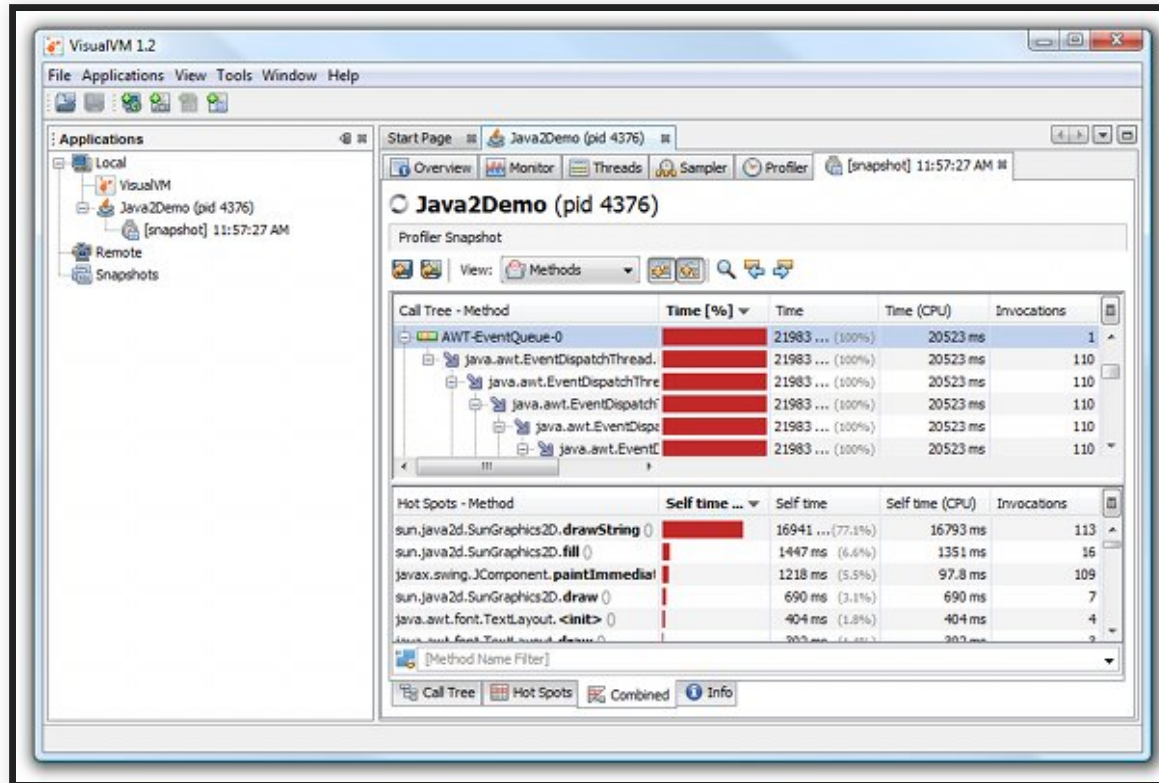 VisualVM 1.2
File Applications View Tools Window Help
Applications
Local
VisualVM
Java2Demo (pid 4376)
[snapshot] 11:57:27 AM
Remote
Snapshots
Start Page Java2Demo (pid 4376)
Overview Monitor Threads Sampler Profiler [snapshot] 11:57:27 AM
Java2Demo (pid 4376)
Profiler Snapshot
View: Methods
Call Tree - Method Time [%] Time Time (CPU) Invocations
AWT-EventQueue-0 21983 ... (100%) 20523 ms 1
java.awt.EventDispatchThread. 21983 ... (100%) 20523 ms 110
java.awt.EventDispatchThre 21983 ... (100%) 20523 ms 110
java.awt.EventDispatch 21983 ... (100%) 20523 ms 110
java.awt.EventDispa 21983 ... (100%) 20523 ms 110
java.awt.EventD 21983 ... (100%) 20523 ms 110
Hot Spots - Method Self time ... Self time Self time (CPU) Invocations
sun.java2d.SunGraphics2D.drawString () 16941 ...(77.1%) 16793 ms 113
sun.java2d.SunGraphics2D.fill () 1447 ms (6.6%) 1351 ms 16
javax.swing.JComponent.paintImmediat 1218 ms (5.5%) 97.8 ms 109
sun.java2d.SunGraphics2D.draw () 690 ms (3.1%) 690 ms 7
java.awt.font.TextLayout.<init> () 404 ms (1.8%) 404 ms 4
[Method Name Filter]
Call Tree Hot Spots Combined Info